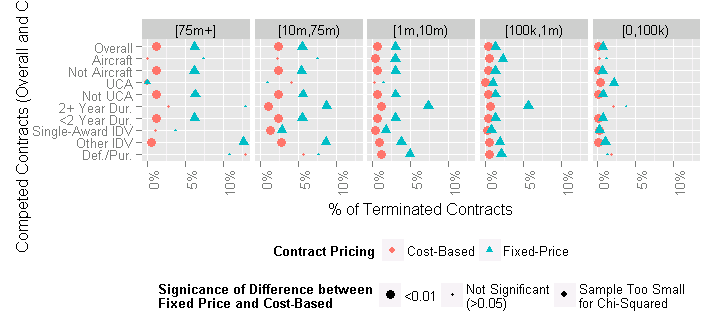 [75m+]
[10m,75m)
[1m,10m)
[100k,1m)
[0,100k)
Competed Contracts (Overall and C
Overall
Aircraft
Not Aircraft
UCA
Not UCA
2+ Year Dur.
<2 Year Dur.
Single-Award IDV
Other IDV
Def./Pur.
0%
5%
10%
0%
5%
10%
0%
5%
10%
0%
5%
10%
0%
5%
10%
% of Terminated Contracts
Contract Pricing
Cost-Based
Fixed-Price
Signicance of Difference between
Fixed Price and Cost-Based
<0.01
Not Significant
(>0.05)
Sample Too Small
for Chi-Squared